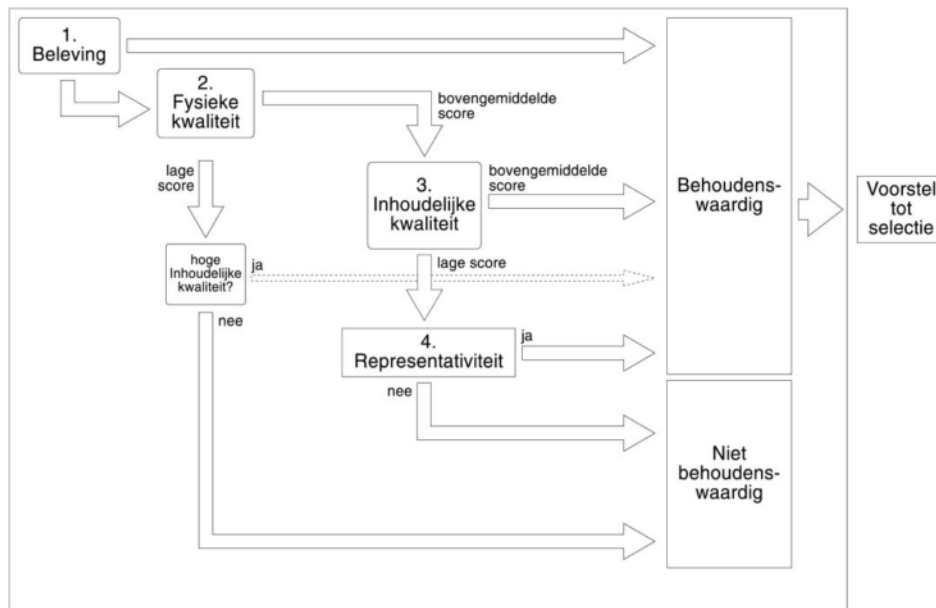 1.
Beleving
2.
Fysieke
kwaliteit
bovengemiddelde
score
lage
score
3.
Inhoudelijke
kwaliteit
bovengemiddelde
score
Behoudens-
waardig
Voorstel
tot
selectie
hoge
Inhoudelijke
kwaliteit?
ja
lage score
nee
4.
Representativiteit
ja
nee
Niet
behoudens-
waardig